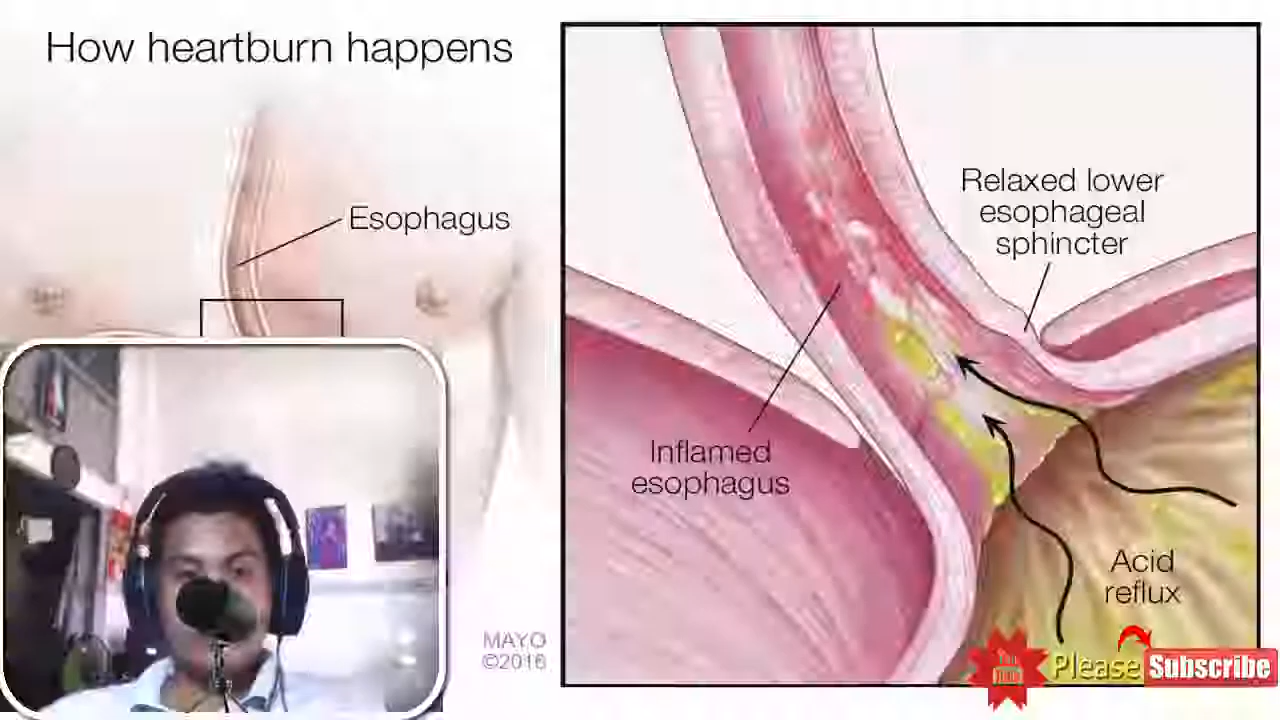 How heartburn happens
Esophagus
Relaxed lower
esophageal
sphincter
Inflamed
esophagus
Acid
reflux
MAYO
©2016
Please Subscribe